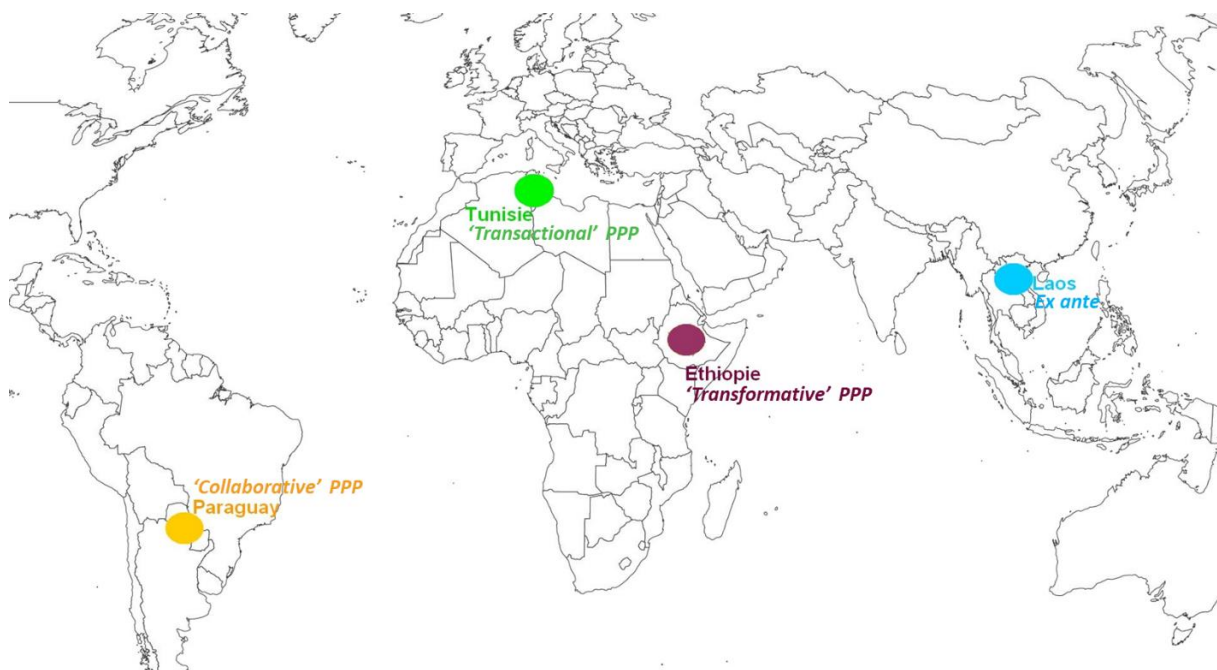 Tunisie
‘Transactional’ PPP
Laos
Ex ante
Ethiopie
‘Transformative’ PPP
‘Collaborative’ PPP
Paraguay